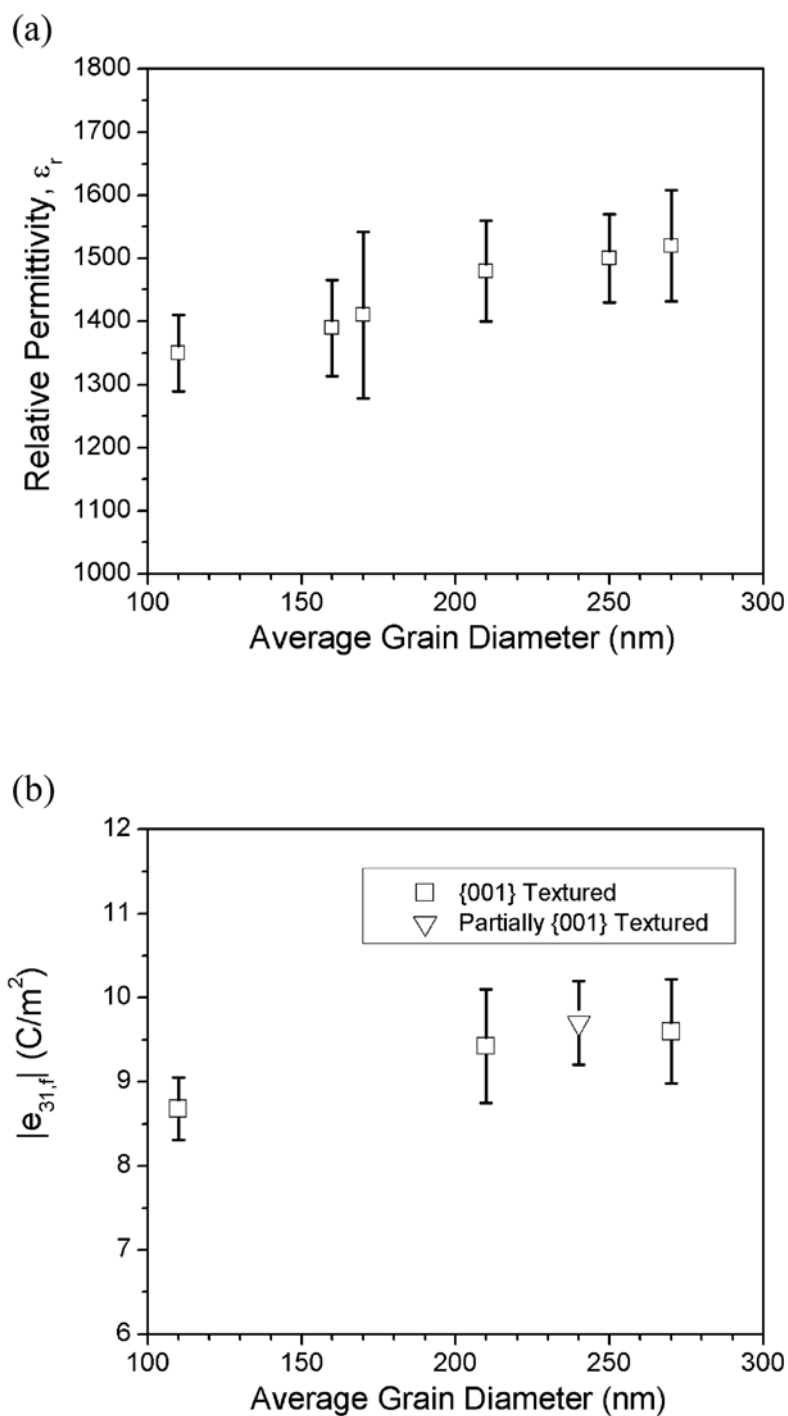 (a)
1800
1700
1600
1500
1400
1300
1200
1100
1000
Relative Permittivity, εr
100 150 200 250 300
Average Grain Diameter (nm)
(b)
12
11
10
9
8
7
6
|e31,f| (C/m²)
{001} Textured
Partially {001} Textured
100 150 200 250 300
Average Grain Diameter (nm)